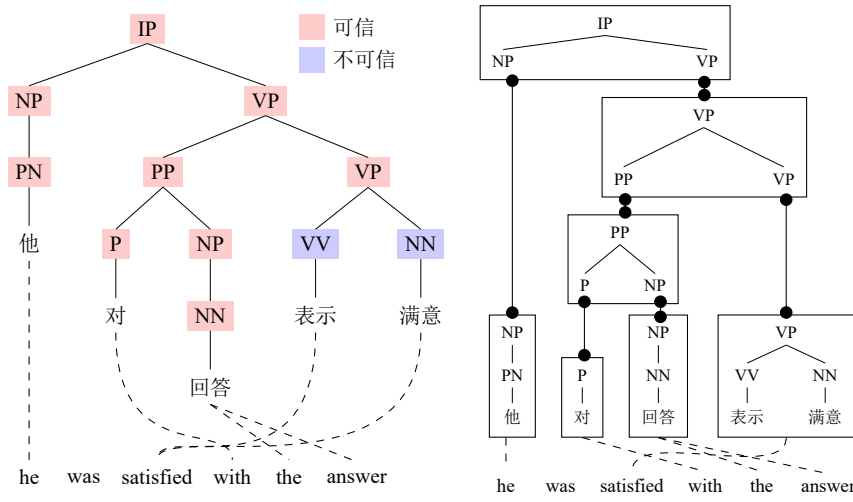 IP
可信
不可信
NP VP
PN PP VP
他 P NP VV NN
对 NN 表示 满意
回答
he was satisfied with the answer
IP
NP VP
VP
PP VP
PP
P NP
NP P NP VP
PN NN VV NN
他 对 回答 表示 满意
he was satisfied with the answer